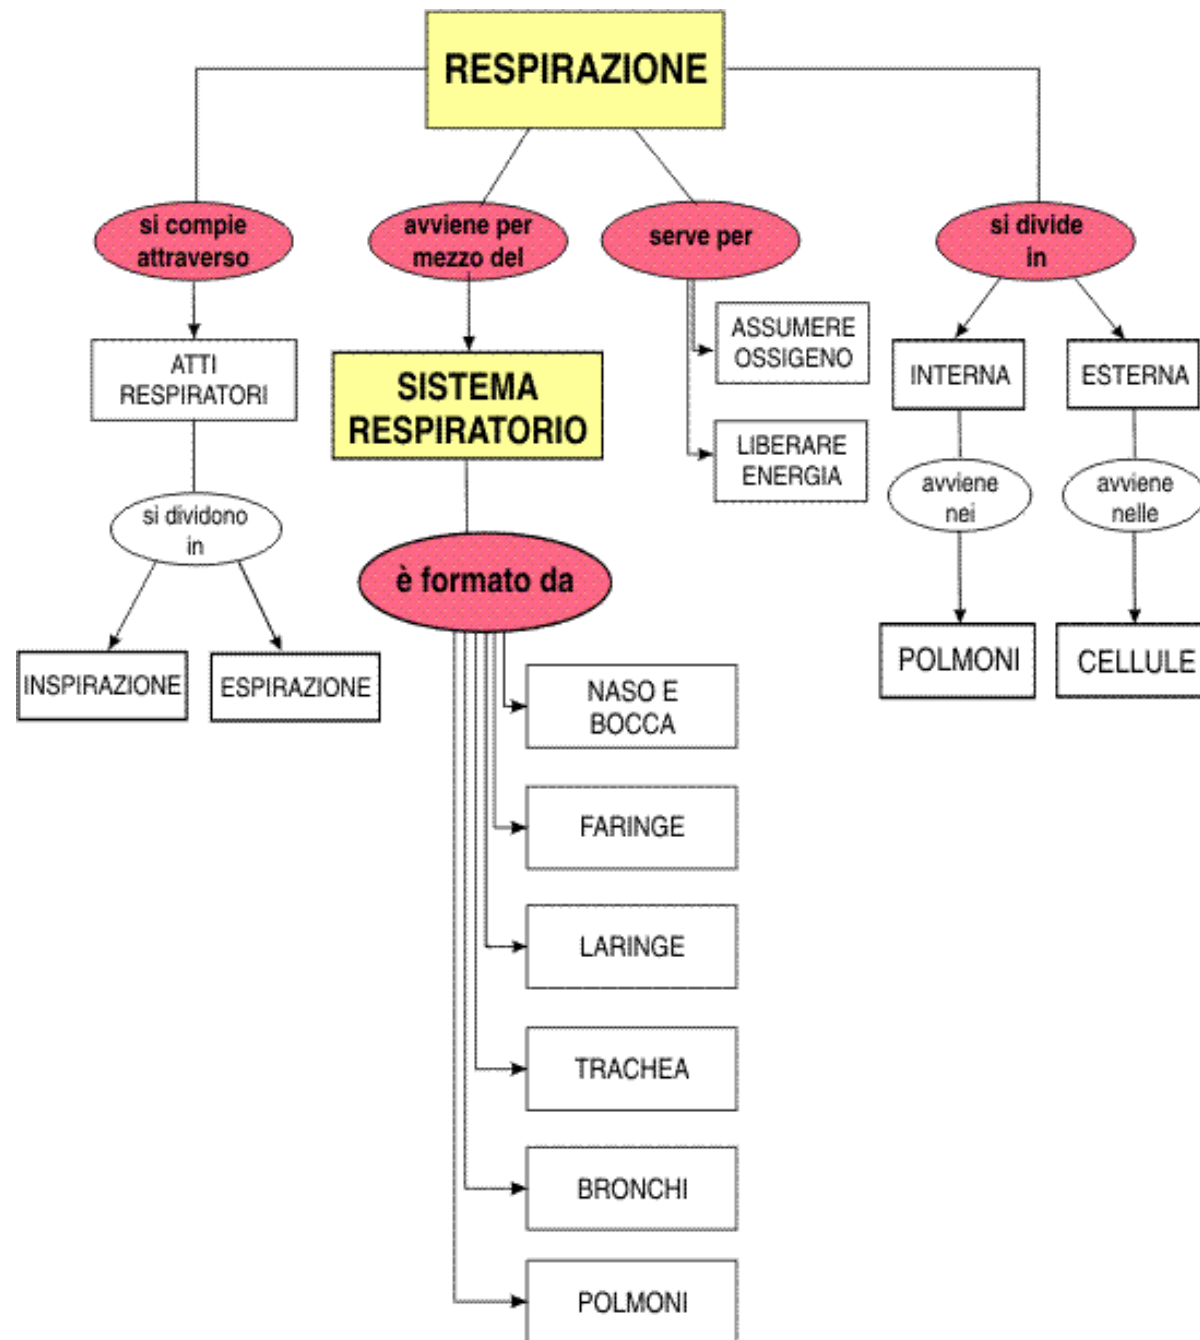 RESPIRAZIONE
si compie
attraverso
avviene per
mezzo del
serve per
si divide
in
ATTI
RESPIRATORI
SISTEMA
RESPIRATORIO
ASSUMERE
OSSIGENO
LIBERARE
ENERGIA
INTERNA
ESTERNA
si dividono
in
è formato da
avviene
nei
avviene
nelle
INSPIRAZIONE
ESPIRAZIONE
POLMONI
CELLULE
NASO E
BOCCA
FARINGE
LARINGE
TRACHEA
BRONCHI
POLMONI